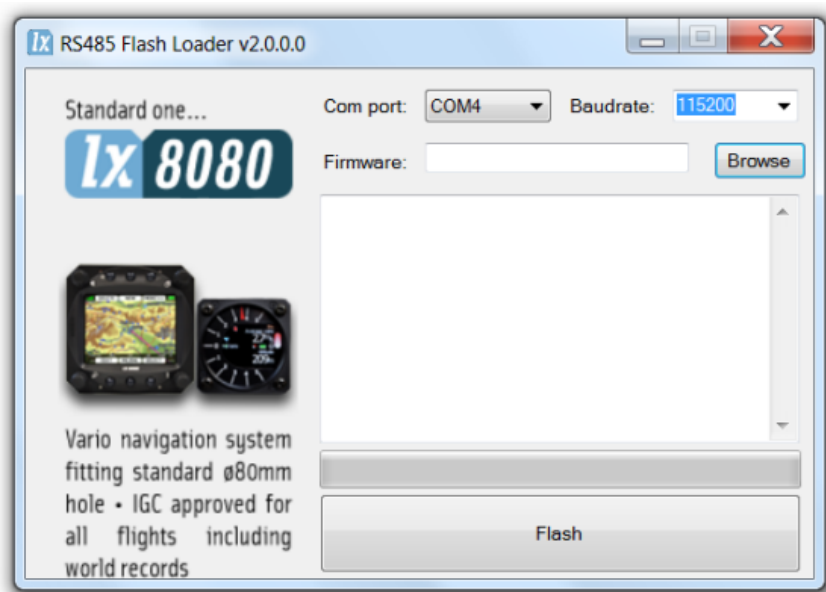 lx RS485 Flash Loader v2.0.0.0
Standard one...
lx 8080
Com port: COM4 Baudrate: 115200
Firmware: Browse
Vario navigation system
fitting standard ø80mm
hole • IGC approved for
all flights including
world records
Flash